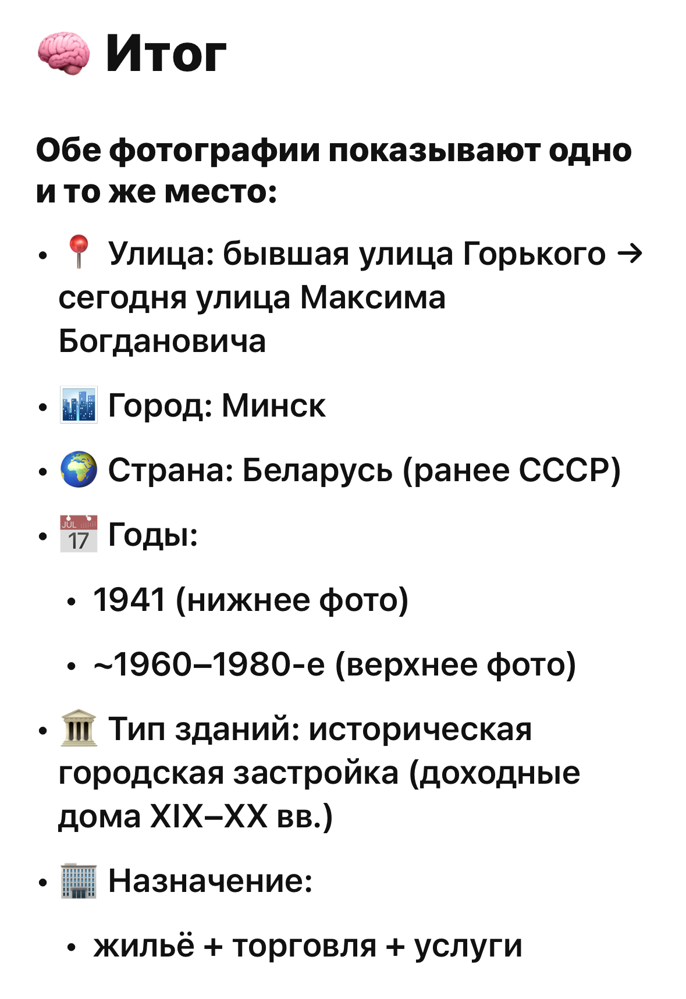 🧠 Итог
Обе фотографии показывают одно
и то же место:
• 📍 Улица: бывшая улица Горького →
сегодня улица Максима
Богдановича
• 🏙️ Город: Минск
• 🌍 Страна: Беларусь (ранее СССР)
• 📅 Годы:
• 1941 (нижнее фото)
• ~1960–1980-е (верхнее фото)
• 🏛️ Тип зданий: историческая
городская застройка (доходные
дома XIX–XX вв.)
• 🏢 Назначение:
• жильё + торговля + услуги